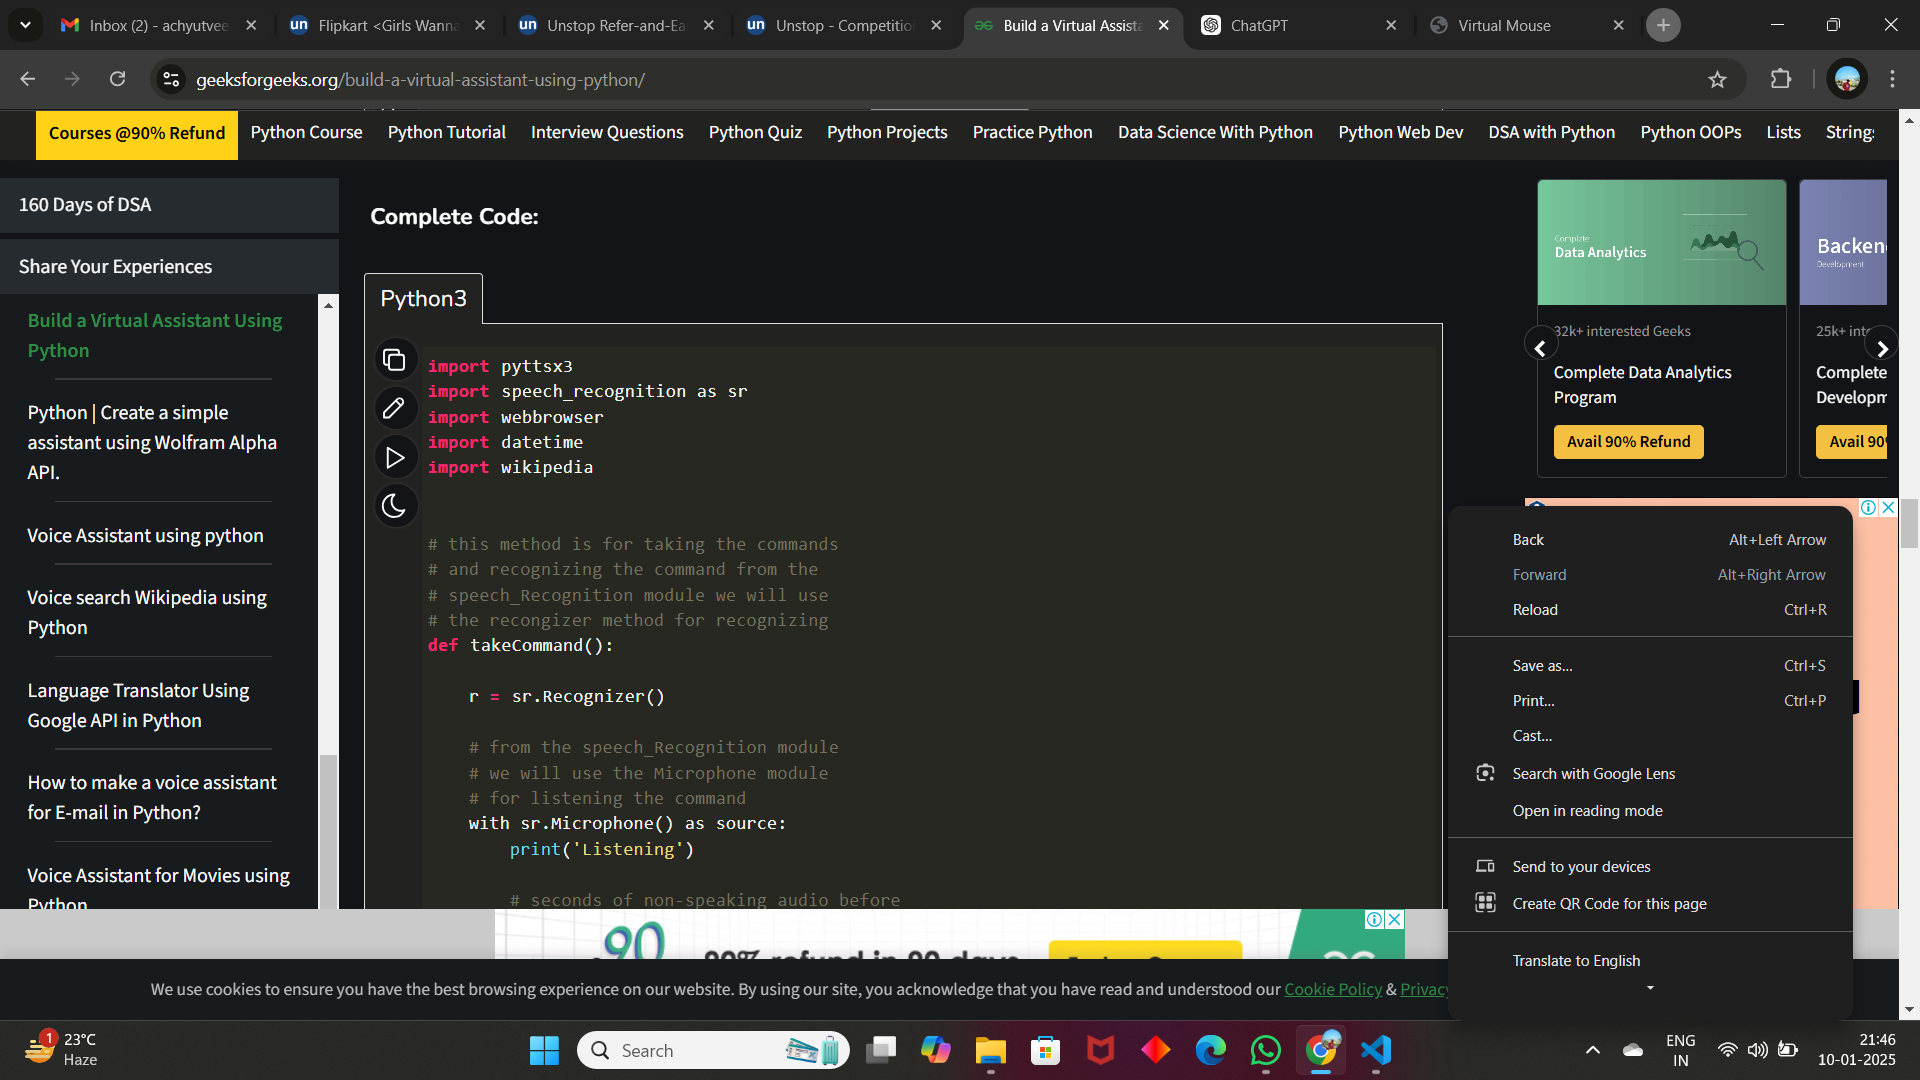 Inbox (2) - achyutvee
Flipkart <Girls Wanna
Unstop Refer-and-Ea
Unstop - Competition
Build a Virtual Assista
ChatGPT
Virtual Mouse
geeksforgeeks.org/build-a-virtual-assistant-using-python/
Courses @90% Refund
Python Course
Python Tutorial
Interview Questions
Python Quiz
Python Projects
Practice Python
Data Science With Python
Python Web Dev
DSA with Python
Python OOPs
Lists
Strings
160 Days of DSA
Share Your Experiences
Build a Virtual Assistant Using
Python
Python | Create a simple
assistant using Wolfram Alpha
API.
Voice Assistant using python
Voice search Wikipedia using
Python
Language Translator Using
Google API in Python
How to make a voice assistant
for E-mail in Python?
Voice Assistant for Movies using
Python
Complete Code:
Python3
import pyttsx3
import speech_recognition as sr
import webbrowser
import datetime
import wikipedia
# this method is for taking the commands
# and recognizing the command from the
# speech_Recognition module we will use
# the recongizer method for recognizing
def takeCommand():
r = sr.Recognizer()
# from the speech_Recognition module
# we will use the Microphone module
# for listening the command
with sr.Microphone() as source:
print('Listening')
# seconds of non-speaking audio before
Complete
Data Analytics
32k+ interested Geeks
Complete Data Analytics
Program
Avail 90% Refund
Backen
Development
25k+ inte
Complete
Developm
Avail 90%
Back Alt+Left Arrow
Forward Alt+Right Arrow
Reload Ctrl+R
Save as... Ctrl+S
Print... Ctrl+P
Cast...
Search with Google Lens
Open in reading mode
Send to your devices
Create QR Code for this page
Translate to English
90
90% refund in 90 days
We use cookies to ensure you have the best browsing experience on our website. By using our site, you acknowledge that you have read and understood our Cookie Policy & Privacy
1
23°C
Haze
Search
ENG
IN
21:46
10-01-2025